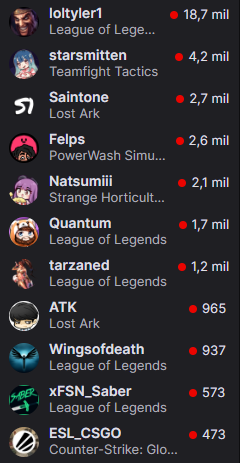 loltyler1
18,7 mil
League of Lege...
starsmitten
4,2 mil
Teamfight Tactics
Saintone
2,7 mil
Lost Ark
Felps
2,6 mil
PowerWash Simu...
Natsumiii
2,1 mil
Strange Horticult...
Quantum
1,7 mil
League of Legends
tarzaned
1,2 mil
League of Legends
ATK
965
Lost Ark
Wingsofdeath
937
League of Legends
SABER
xFSN_Saber
573
League of Legends
ESL_CSGO
473
Counter-Strike: Glo...